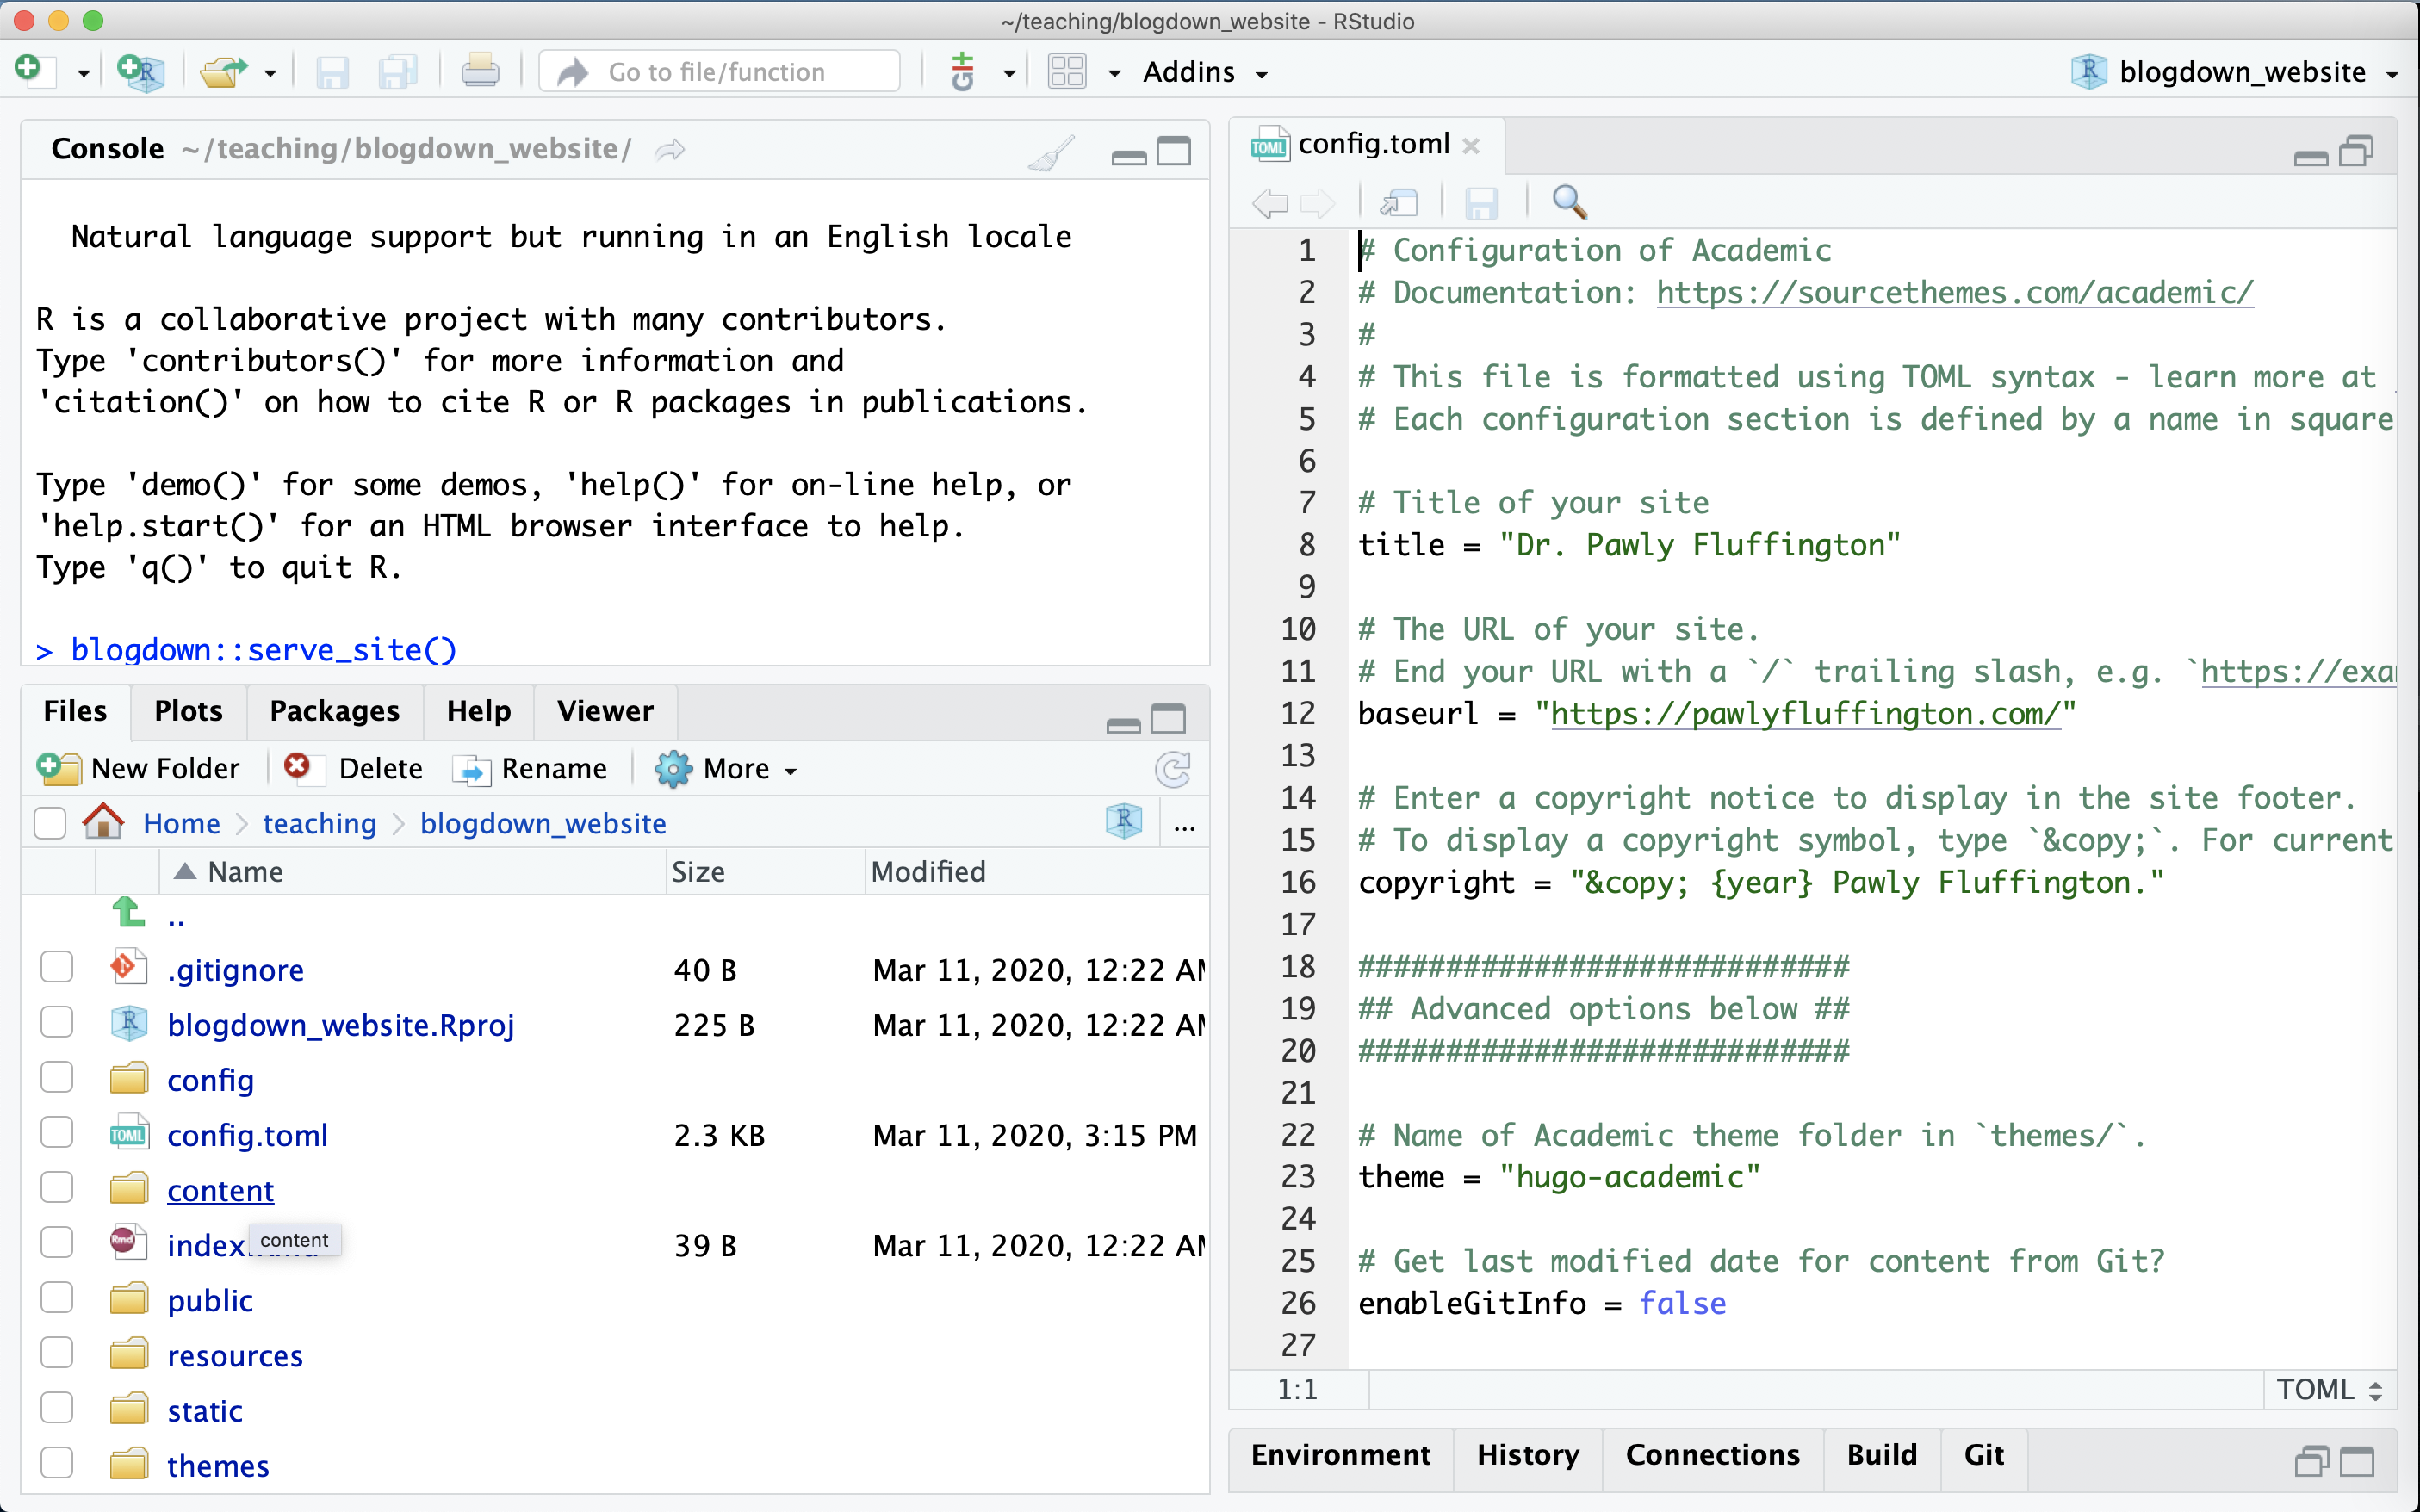 ~/teaching/blogdown_website - RStudio
Go to file/function
Addins
blogdown_website
Console ~/teaching/blogdown_website/
Natural language support but running in an English locale
R is a collaborative project with many contributors.
Type 'contributors()' for more information and
'citation()' on how to cite R or R packages in publications.
Type 'demo()' for some demos, 'help()' for on-line help, or
'help.start()' for an HTML browser interface to help.
Type 'q()' to quit R.
> blogdown::serve_site()
Files Plots Packages Help Viewer
New Folder Delete Rename More
Home teaching blogdown_website ...
Name Size Modified
..
.gitignore 40 B Mar 11, 2020, 12:22 AM
blogdown_website.Rproj 225 B Mar 11, 2020, 12:22 AM
config
config.toml 2.3 KB Mar 11, 2020, 3:15 PM
content
index 39 B Mar 11, 2020, 12:22 AM
content
public
resources
static
themes
config.toml
1 # Configuration of Academic
2 # Documentation: https://sourcethemes.com/academic/
3 #
4 # This file is formatted using TOML syntax - learn more at
5 # Each configuration section is defined by a name in square
6
7 # Title of your site
8 title = "Dr. Pawly Fluffington"
9
10 # The URL of your site.
11 # End your URL with a `/` trailing slash, e.g. `https://exa
12 baseurl = "https://pawlyfluffington.com/"
13
14 # Enter a copyright notice to display in the site footer.
15 # To display a copyright symbol, type `&copy;`. For current
16 copyright = "&copy; {year} Pawly Fluffington."
17
18 ############################
19 ## Advanced options below ##
20 ############################
21
22 # Name of Academic theme folder in `themes/`.
23 theme = "hugo-academic"
24
25 # Get last modified date for content from Git?
26 enableGitInfo = false
27
1:1 TOML
Environment History Connections Build Git